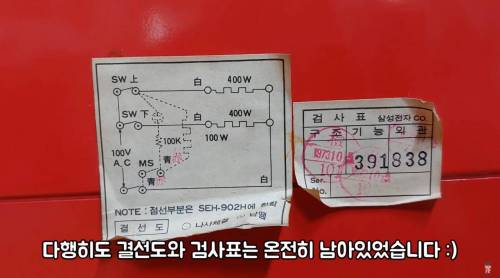 SW 上
白
400W
SW 下
白
400W
100W
100K
100V
A.C
MS
青
青
赤
白
NOTE : 점선부분은 SEH-902H에
결 선 도
검 사 표 삼성전자 CO.
구 조 기 능 외 관
391838
Ser.
No.
다행히도 결선도와 검사표는 온전히 남아있었습니다 :)